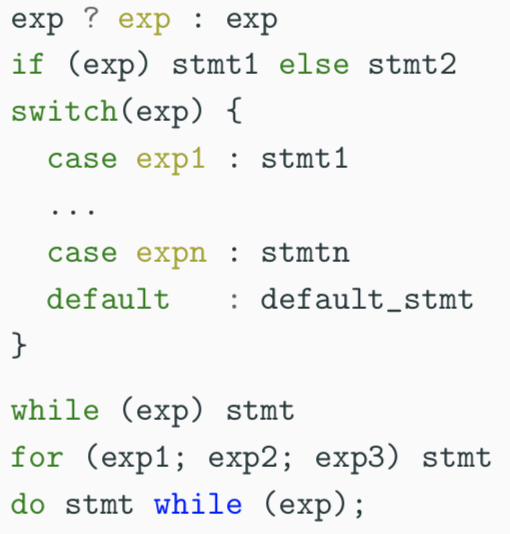 exp ? exp : exp
if (exp) stmt1 else stmt2
switch(exp) {
  case exp1 : stmt1
  ...
  case expn : stmtn
  default   : default_stmt
}
while (exp) stmt
for (exp1; exp2; exp3) stmt
do stmt while (exp);